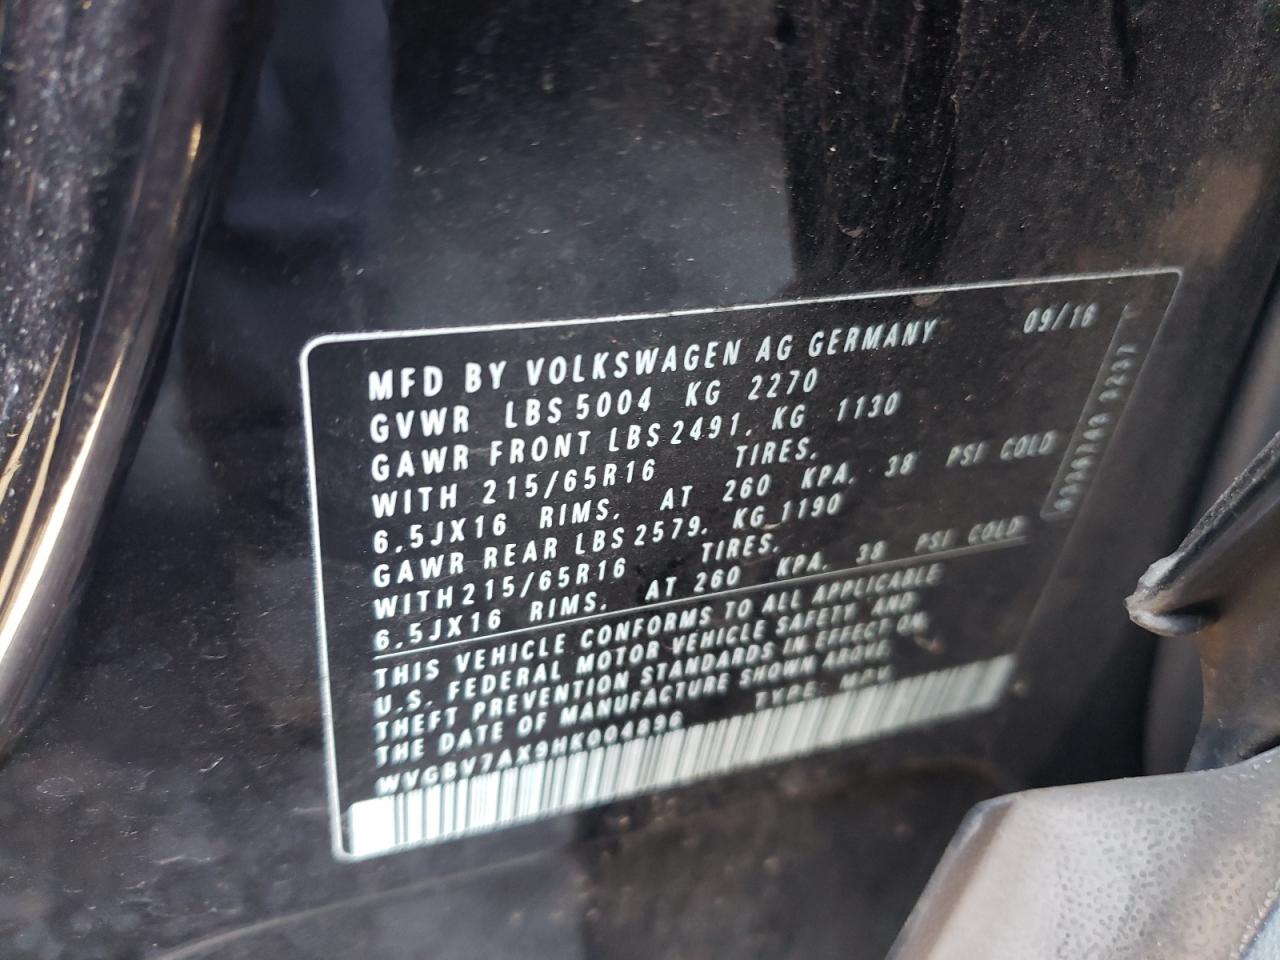 MFD BY VOLKSWAGEN AG GERMANY 09/16
GVWR LBS 5004 KG 2270
GAWR FRONT LBS 2491, KG 1130
WITH 215/65R16 TIRES,
6.5JX16 RIMS, AT 260 KPA, 38 PSI COLD
GAWR REAR LBS 2579, KG 1190
WITH 215/65R16 TIRES,
6.5JX16 RIMS, AT 260 KPA, 38 PSI COLD
THIS VEHICLE CONFORMS TO ALL APPLICABLE
U.S. FEDERAL MOTOR VEHICLE SAFETY AND
THEFT PREVENTION STANDARDS IN EFFECT ON
THE DATE OF MANUFACTURE SHOWN ABOVE
WVGBV7AX9HK004896 TYPE: MPV